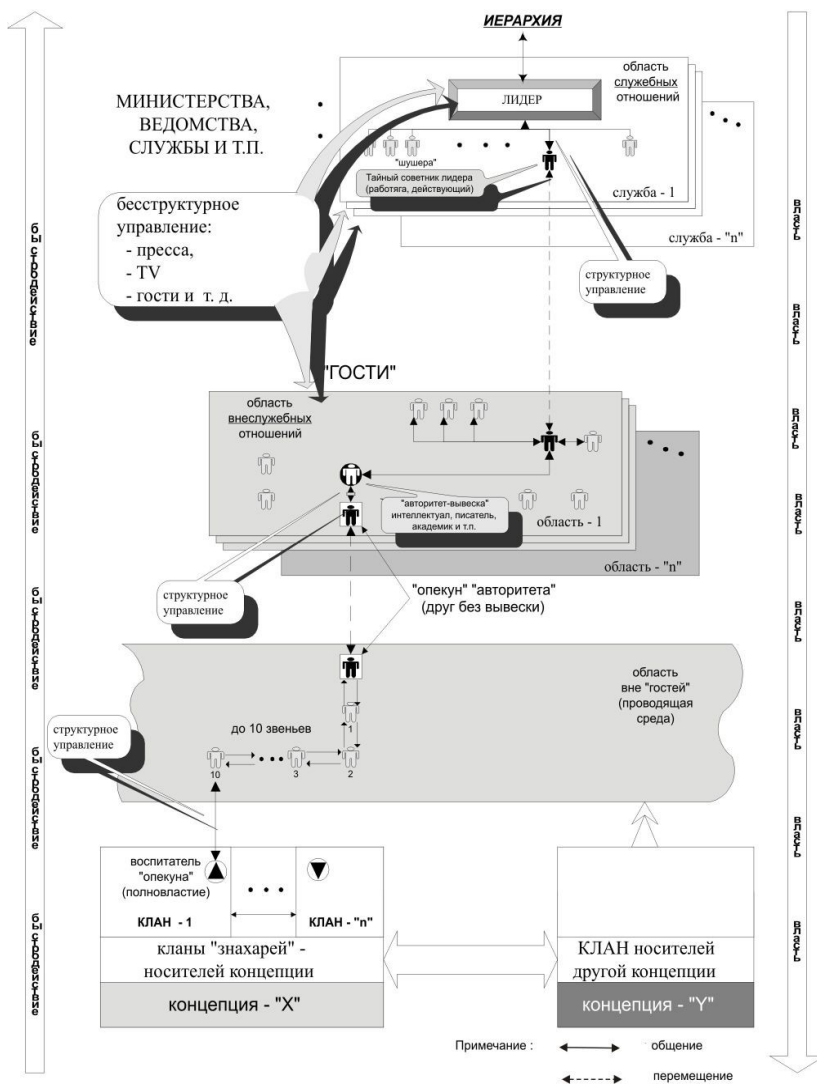 ИЕРАРХИЯ
область
служебных
отношений
ЛИДЕР
МИНИСТЕРСТВА,
ВЕДОМСТВА,
СЛУЖБЫ И Т.П.
"шушера"
Тайный советник лидера
(работяга, действующий)
служба - 1
служба - "n"
бесструктурное
управление:
- пресса,
- TV
- гости и т. д.
структурное
управление
"ГОСТИ"
область
внеслужебных
отношений
"авторитет-вывеска"
интеллектуал, писатель,
академик и т.п.
область - 1
область - "n"
структурное
управление
"опекун" "авторитета"
(друг без вывески)
область
вне "гостей"
(проводящая
среда)
до 10 звеньев
1
10
3
2
структурное
управление
воспитатель
"опекуна"
(полновластие)
КЛАН - 1
КЛАН - "n"
кланы "знахарей" -
носителей концепции
концепция - "X"
КЛАН носителей
другой концепции
концепция - "Y"
Примечание :
общение
перемещение
быстродействие
быстродействие
быстродействие
быстродействие
быстродействие
власть
власть
власть
власть
власть
власть
власть
власть